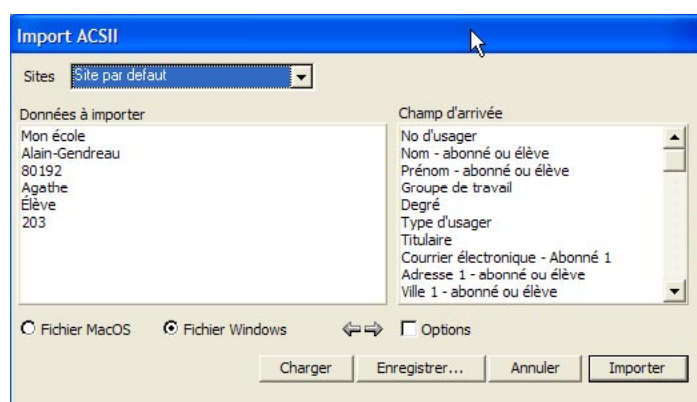 Import ACSII
Sites Site par defaut
Données à importer
Mon école
Alain-Gendreau
80192
Agathe
Élève
203
Champ d'arrivée
No d'usager
Nom - abonné ou élève
Prénom - abonné ou élève
Groupe de travail
Degré
Type d'usager
Titulaire
Courrier électronique - Abonné 1
Adresse 1 - abonné ou élève
Ville 1 - abonné ou élève
Fichier MacOS Fichier Windows Options
Charger Enregistrer... Annuler Importer